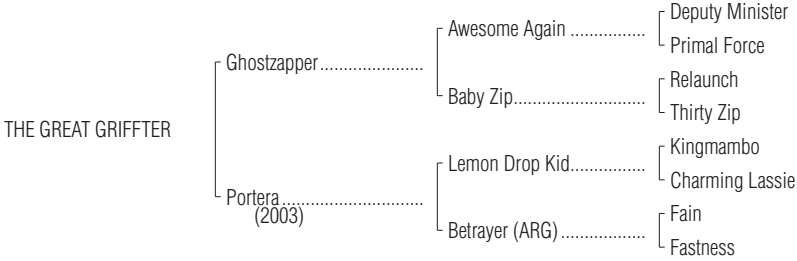 Deputy Minister
Awesome Again ................
Primal Force
Ghostzapper......................
Relaunch
Baby Zip............................
Thirty Zip
THE GREAT GRIFFTER
Kingmambo
Lemon Drop Kid................
Charming Lassie
Portera..............................
(2003)
Fain
Betrayer (ARG) ..................
Fastness